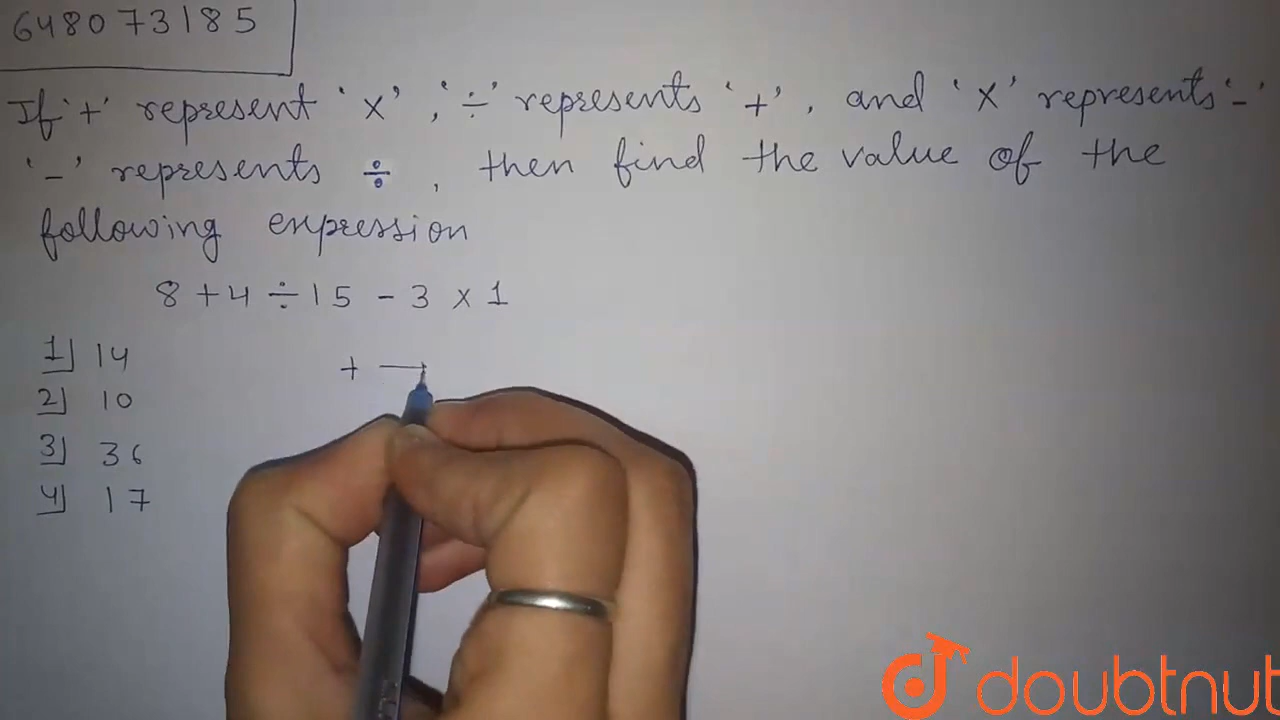 648073185
If '+' represent 'x', '÷' represents '+', and 'x' represents '-'
'-' represents ÷, then find the value of the
following expression
8 + 4 ÷ 15 - 3 x 1
1] 14
+ →
2] 10
3] 36
4] 17
doubtnut